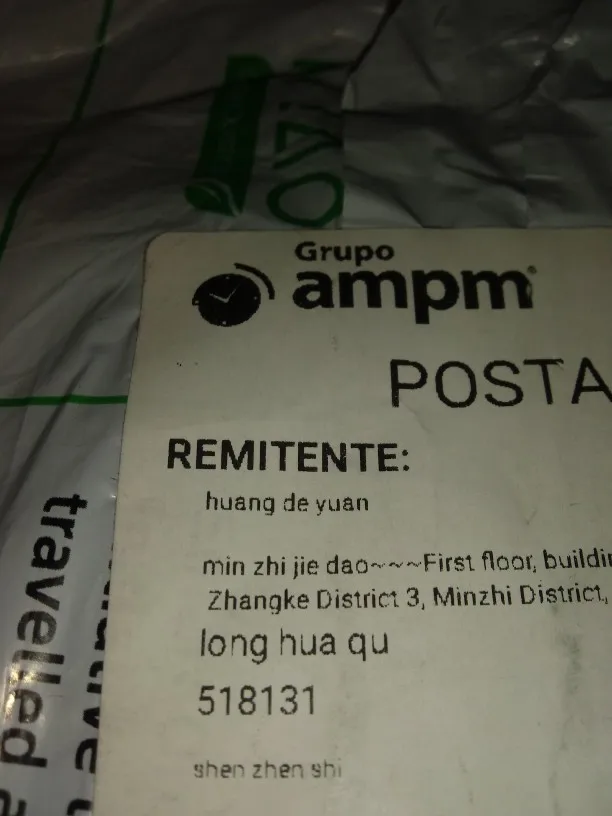 Grupo
ampm
POSTA
REMITENTE:
huang de yuan
min zhi jie dao~~~First floor, buildin
Zhangke District 3, Minzhi District,
long hua qu
518131
shen zhen shi
travelled a